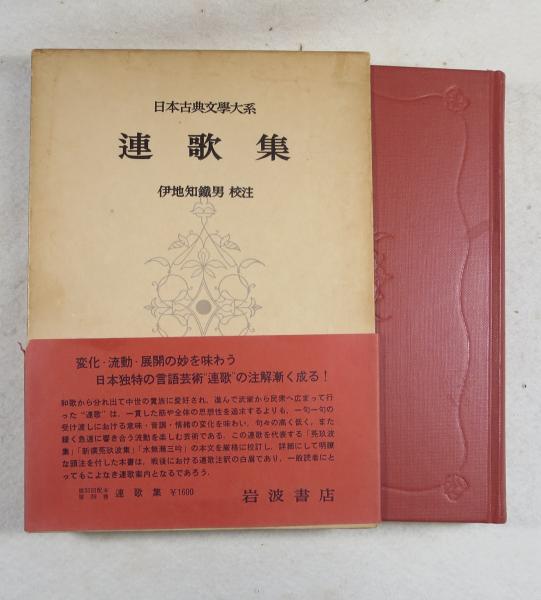 日本古典文學大系
連歌集
伊地知鐵男 校注
変化・流動・展開の妙を味わう
日本独特の言語芸術“連歌”の注解漸く成る！
和歌から分れ出て中世の貴族に愛好され、進んで武家から民衆へ広まって行
った“連歌”は、一貫した筋や全体の思想性を追求するよりも、一句一句の
受け渡しにおける意味・音調・情緒の変化を味わい、句々の高く低く、また
緩く急速に響き合う流動を楽しむ芸術である。この連歌を代表する「菟玖波
集」「新撰菟玖波集」「水無瀬三吟」の本文を厳格に校訂し、詳細にして明瞭
な頭注を付した本書は、戦後における連歌注釈の白眉であり、一般読者にと
ってもこよなき連歌案内となるであろう。
連歌集 ¥1600
岩波書店